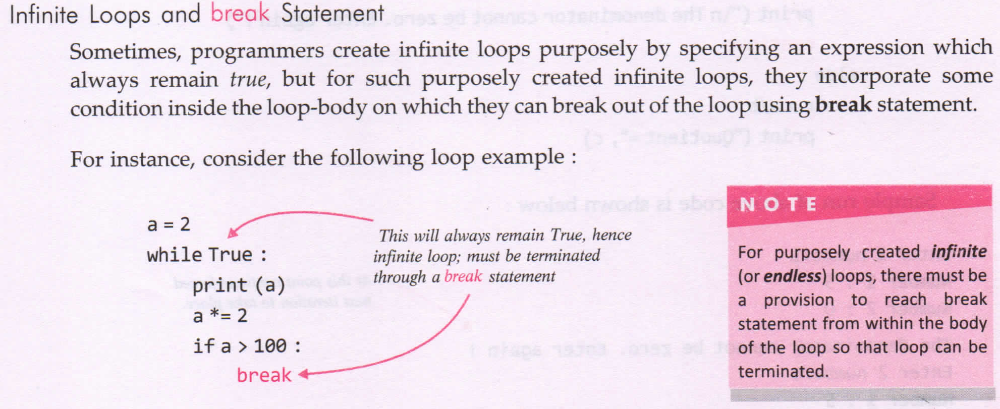 Infinite Loops and break Statement
Sometimes, programmers create infinite loops purposely by specifying an expression which
always remain true, but for such purposely created infinite loops, they incorporate some
condition inside the loop-body on which they can break out of the loop using break statement.
For instance, consider the following loop example :
a = 2
while True :
print (a)
a *= 2
if a > 100 :
break
This will always remain True, hence
infinite loop; must be terminated
through a break statement
NOTE
For purposely created infinite
(or endless) loops, there must be
a provision to reach break
statement from within the body
of the loop so that loop can be
terminated.